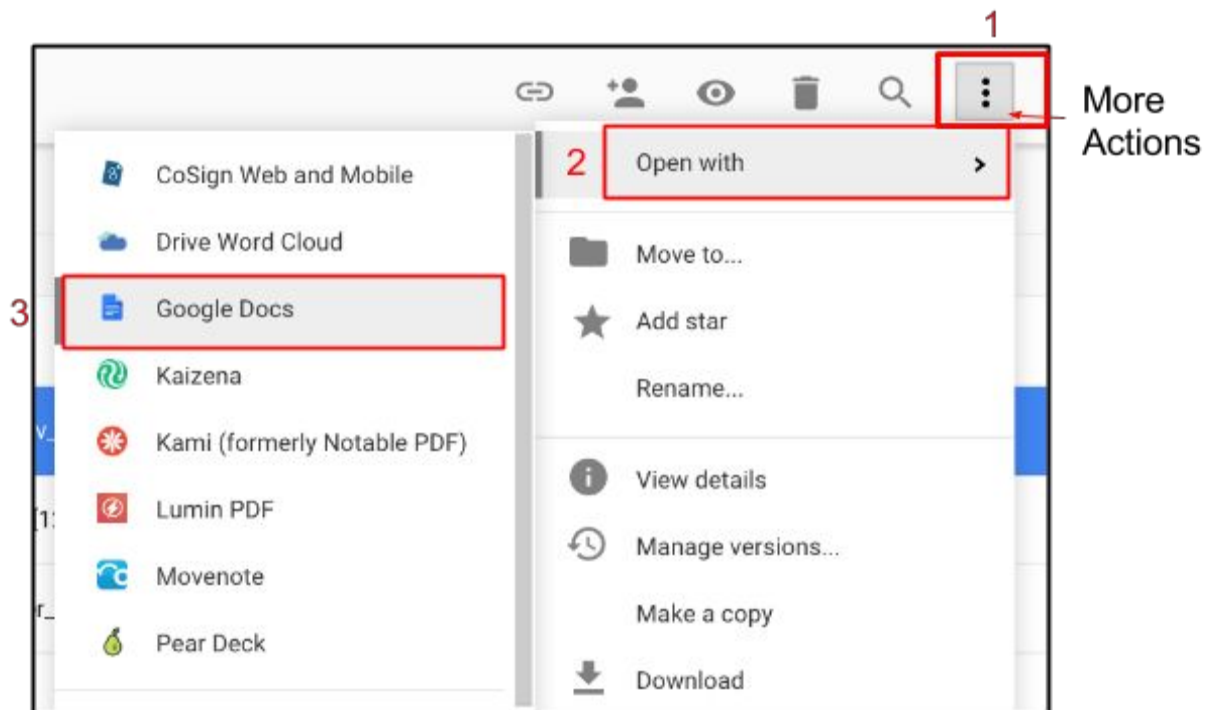 1
More
Actions
2
Open with
CoSign Web and Mobile
Drive Word Cloud
3
Google Docs
Kaizena
Kami (formerly Notable PDF)
Lumin PDF
Movenote
Pear Deck
Move to...
Add star
Rename...
View details
Manage versions...
Make a copy
Download